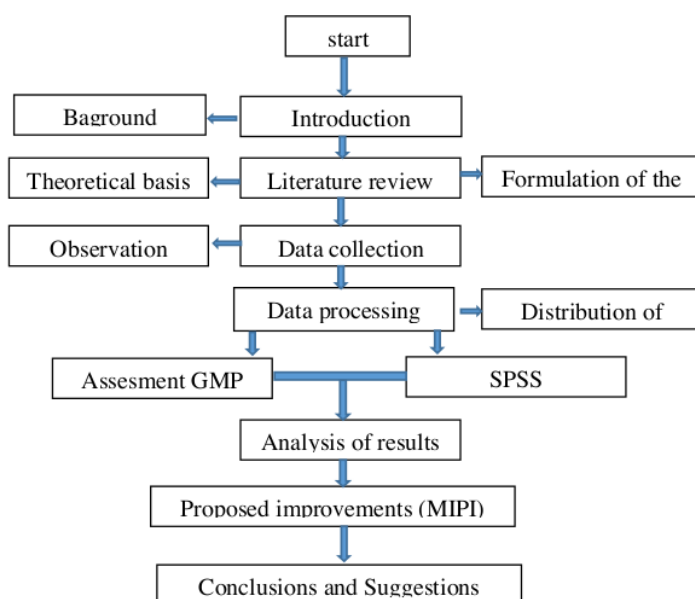 start
Baground
Introduction
Theoretical basis
Literature review
Formulation of the
Observation
Data collection
Data processing
Distribution of
Assesment GMP
SPSS
Analysis of results
Proposed improvements (MIPI)
Conclusions and Suggestions